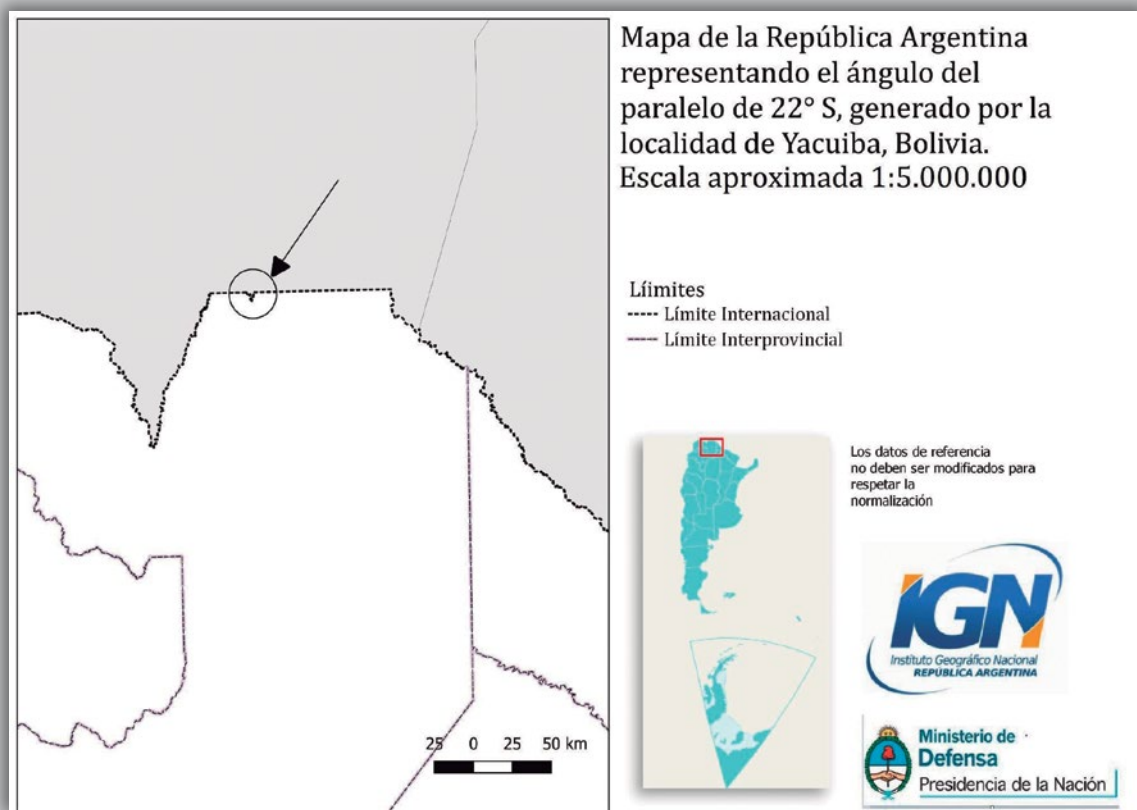 Mapa de la República Argentina
representando el ángulo del
paralelo de 22° S, generado por la
localidad de Yacuiba, Bolivia.
Escala aproximada 1:5.000.000
Líimites
Límite Internacional
Límite Interprovincial
Los datos de referencia
no deben ser modificados para
respetar la
normalización
IGN
Instituto Geográfico Nacional
REPÚBLICA ARGENTINA
25 0 25 50 km
Ministerio de
Defensa
Presidencia de la Nación